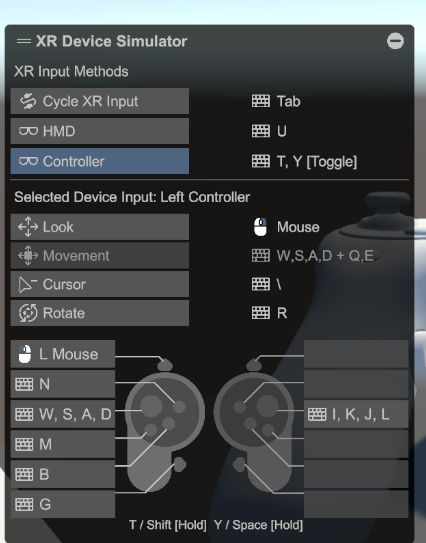 XR Device Simulator
XR Input Methods
Cycle XR Input Tab
HMD U
Controller T, Y [Toggle]
Selected Device Input: Left Controller
Look Mouse
Movement W,S,A,D + Q,E
Cursor \
Rotate R
L Mouse
N
W, S, A, D I, K, J, L
M
B
G
T / Shift [Hold] Y / Space [Hold]